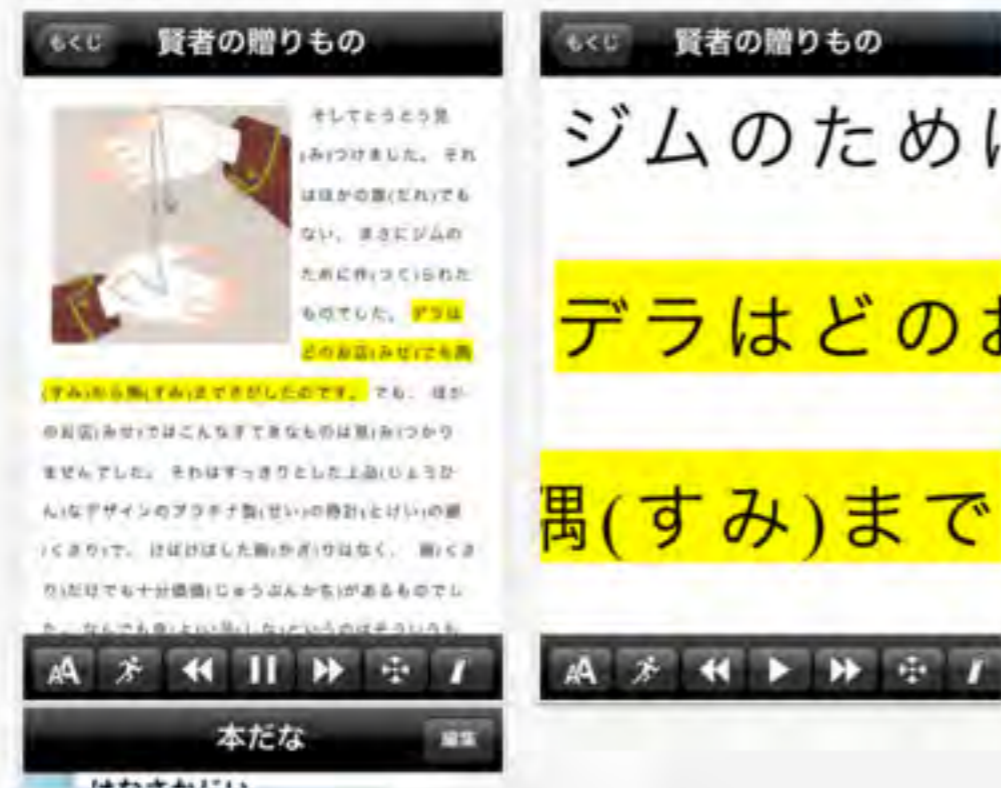 もくじ
賢者の贈りもの
そしてとうとう見
(み)つけました。 それ
はほかの誰(だれ)でも
ない、 まさにジムの
ために作(つく)られた
ものでした。 デラは
どのお店(みせ)でも隅
(すみ)から隅(すみ)までさがしたのです。 でも、 ほか
のお店(みせ)ではこんなすてきなものは見(み)つかり
ませんでした。 それはすっきりとした上品(じょうひ
ん)なデザインのプラチナ製(せい)の時計(とけい)の鎖
(くさり)で、 けばけばした飾(かざ)りはなく、 鎖(くさ
り)だけでも十分価値(じゅうぶんかち)があるものでし
AA
本だな
編集
もくじ
賢者の贈りもの
ジムのために
デラはどのお
隅(すみ)まで
AA